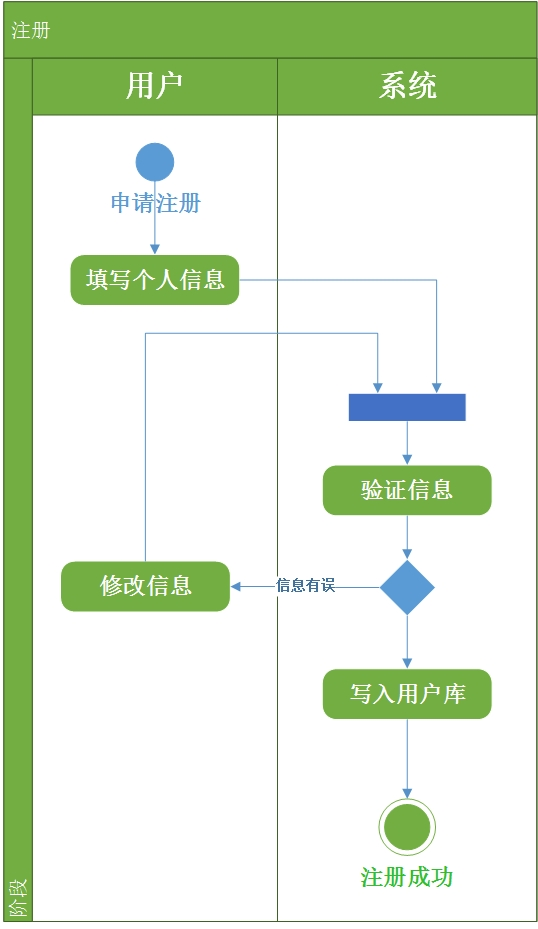 注册
用户
系统
申请注册
填写个人信息
验证信息
修改信息
信息有误
写入用户库
注册成功
阶段